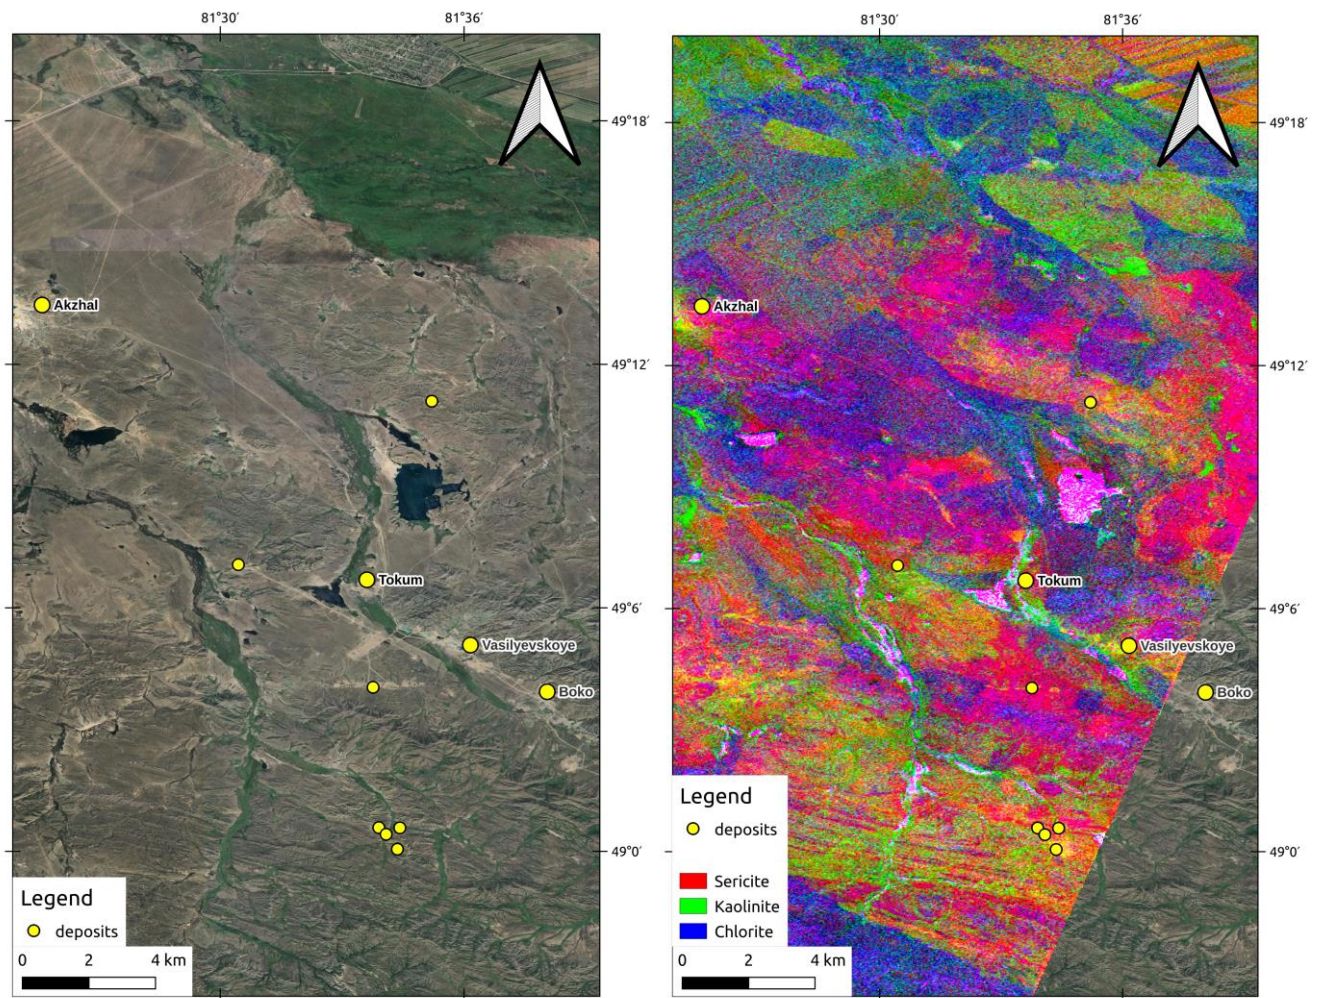 81°30′ 81°36′
49°18′
Akzhal
49°12′
Tokum
49°6′
Vasilyevskoye
Boko
49°0′
Legend
deposits
0 2 4 km
81°30′ 81°36′
49°18′
Akzhal
49°12′
Tokum
49°6′
Vasilyevskoye
Boko
Legend
deposits
49°0′
Sericite
Kaolinite
Chlorite
0 2 4 km